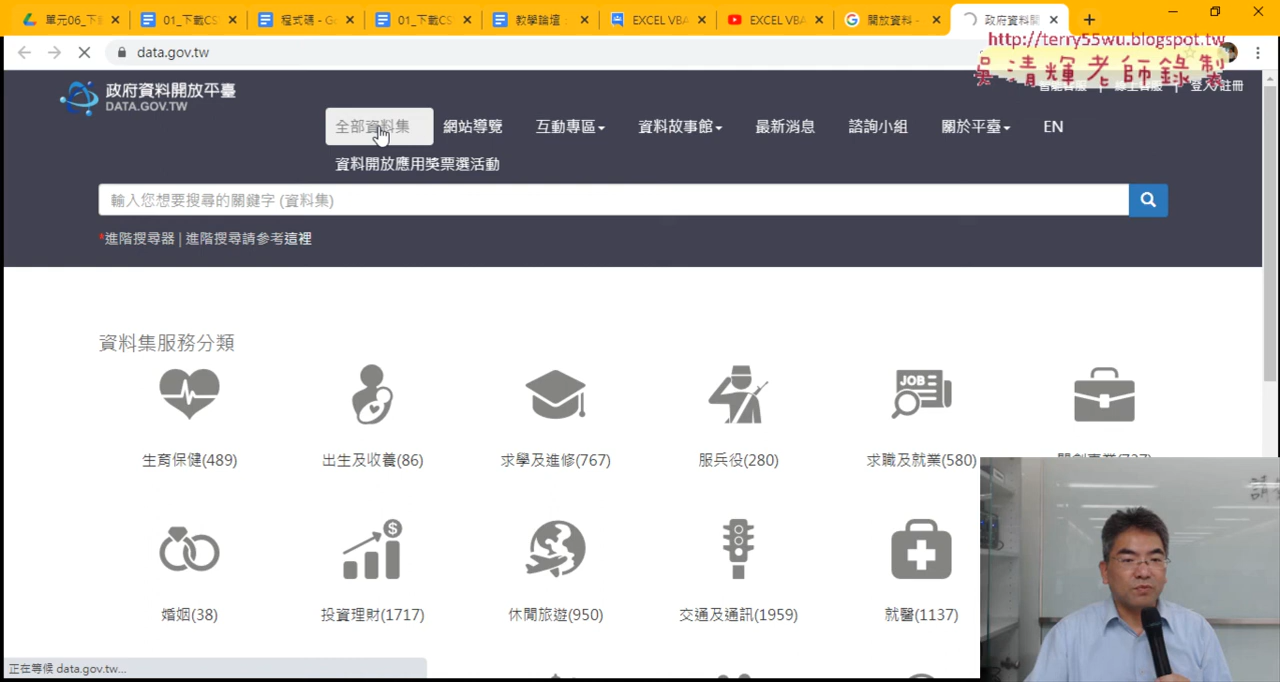 單元06_下
01_下載CS
程式碼 - Go
01_下載CS
教學論壇
EXCEL VBA
EXCEL VBA
開放資料 -
政府資料開
http://terry55wu.blogspot.tw
data.gov.tw
吳清輝老師錄製
政府資料開放平臺
DATA.GOV.TW
登入/註冊
全部資料集
網站導覽
互動專區
資料故事館
最新消息
諮詢小組
關於平臺
EN
資料開放應用獎票選活動
輸入您想要搜尋的關鍵字 (資料集)
*進階搜尋器 | 進階搜尋請參考這裡
資料集服務分類
JOB
生育保健(489)
出生及收養(86)
求學及進修(767)
服兵役(280)
求職及就業(580)
$
婚姻(38)
投資理財(1717)
休閒旅遊(950)
交通及通訊(1959)
就醫(1137)
正在等候 data.gov.tw...